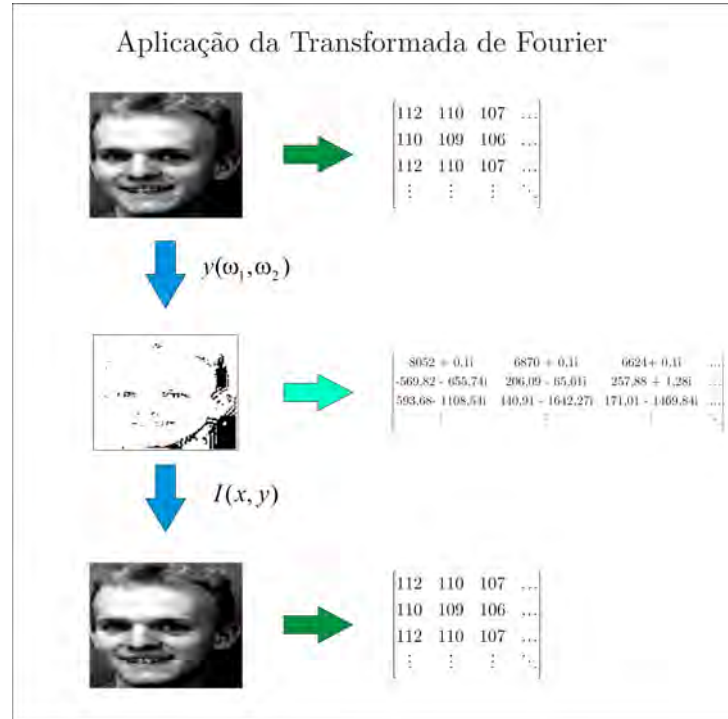 Aplicação da Transformada de Fourier
112 110 107 ...
110 109 106 ...
112 110 107 ...
⋮ ⋮ ⋮ ⋱
y(ω₁,ω₂)
8052 + 0,1i 6870 + 0,1i 6624+ 0,1i ....
-569,82 - 655,74i 206,09 - 65,01i 257,88 + 1,28i ....
593,68- 1108,54i 140,91 - 1642,27i 171,01 - 1469,84i ....
⋮ ⋮ ⋮ ⋱
I(x, y)
112 110 107 ...
110 109 106 ...
112 110 107 ...
⋮ ⋮ ⋮ ⋱